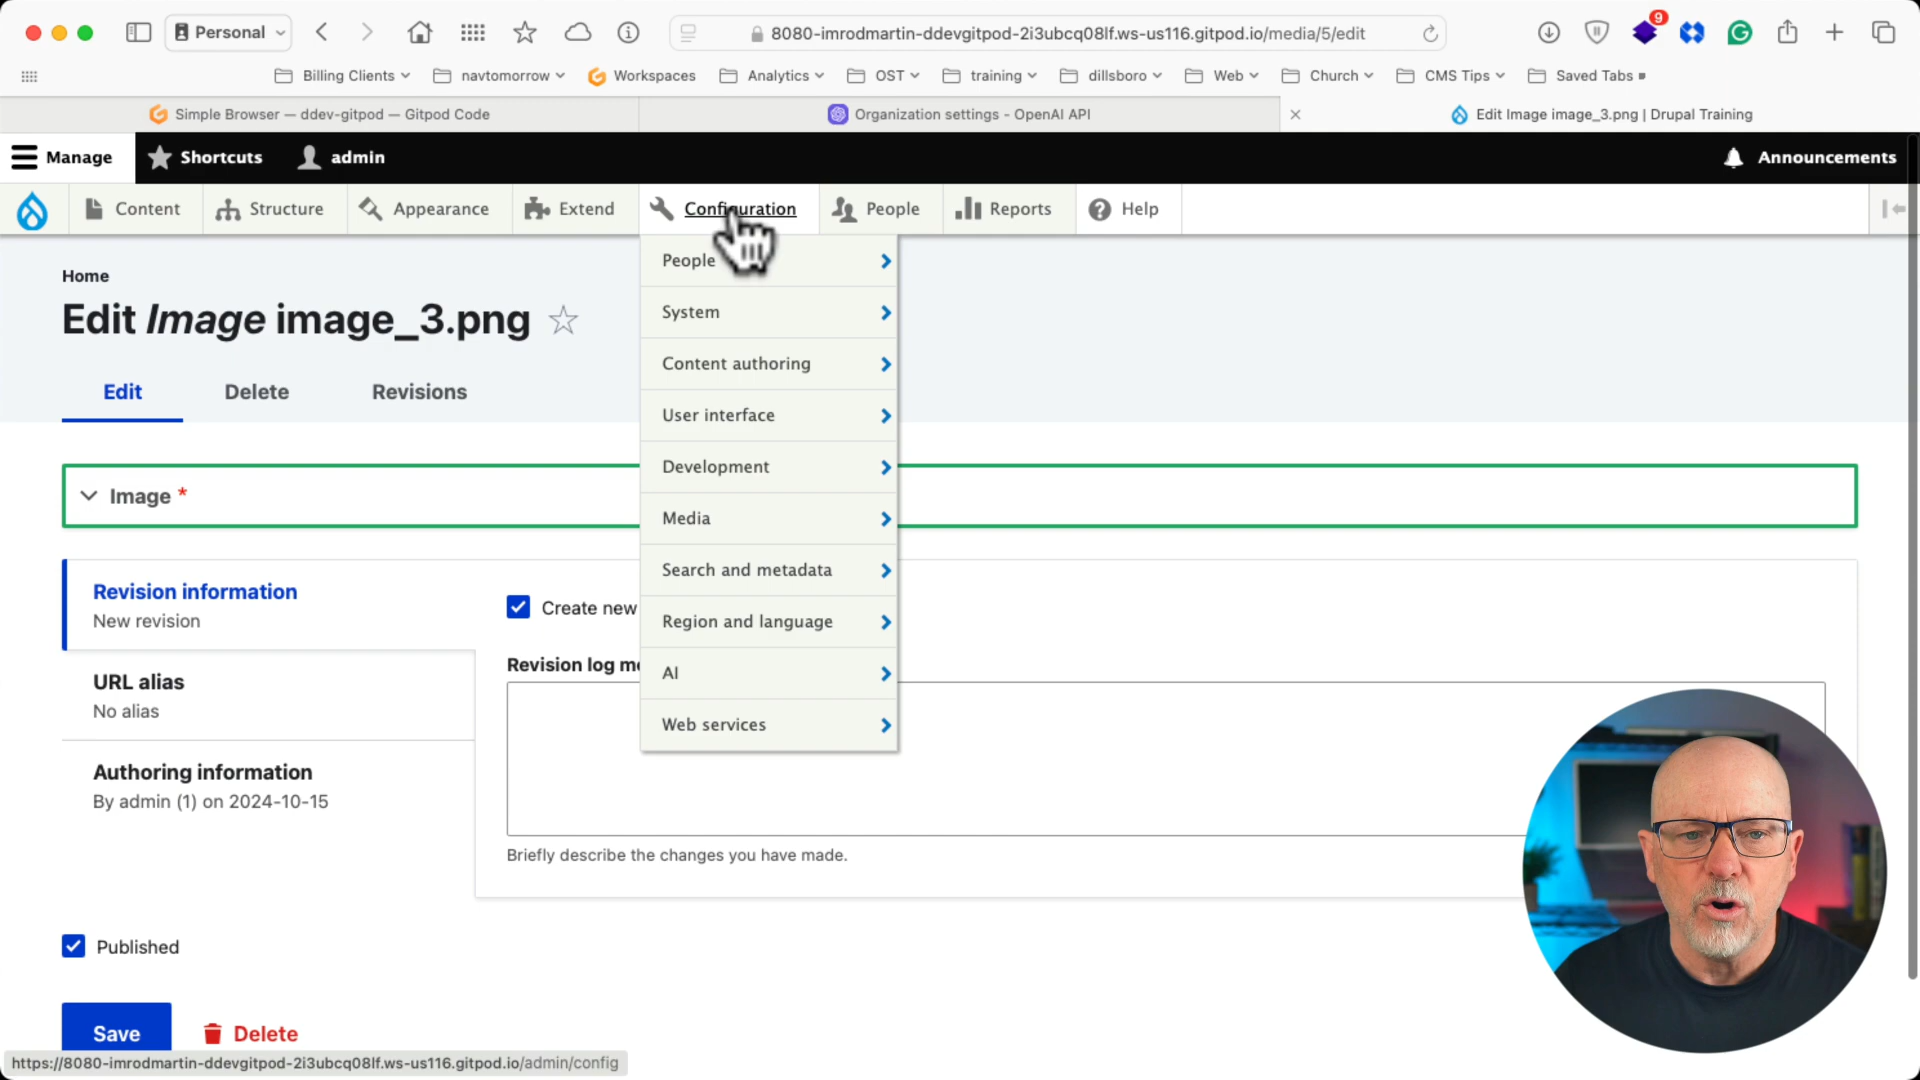 Personal
8080-imrodmartin-ddevgitpod-2i3ubcq08lf.ws-us116.gitpod.io/media/5/edit
9
Billing Clients
navtomorrow
Workspaces
Analytics
OST
training
dillsboro
Web
Church
CMS Tips
Saved Tabs
Simple Browser — ddev-gitpod — Gitpod Code
Organization settings - OpenAI API
Edit Image image_3.png | Drupal Training
Manage
Shortcuts
admin
Announcements
Content
Structure
Appearance
Extend
Configuration
People
Reports
Help
People
System
Content authoring
User interface
Development
Media
Search and metadata
Region and language
AI
Web services
Home
Edit Image image_3.png
Edit
Delete
Revisions
Image *
Revision information
New revision
URL alias
No alias
Authoring information
By admin (1) on 2024-10-15
Create new
Revision log me
Briefly describe the changes you have made.
Published
Save
Delete
https://8080-imrodmartin-ddevgitpod-2i3ubcq08lf.ws-us116.gitpod.io/admin/config